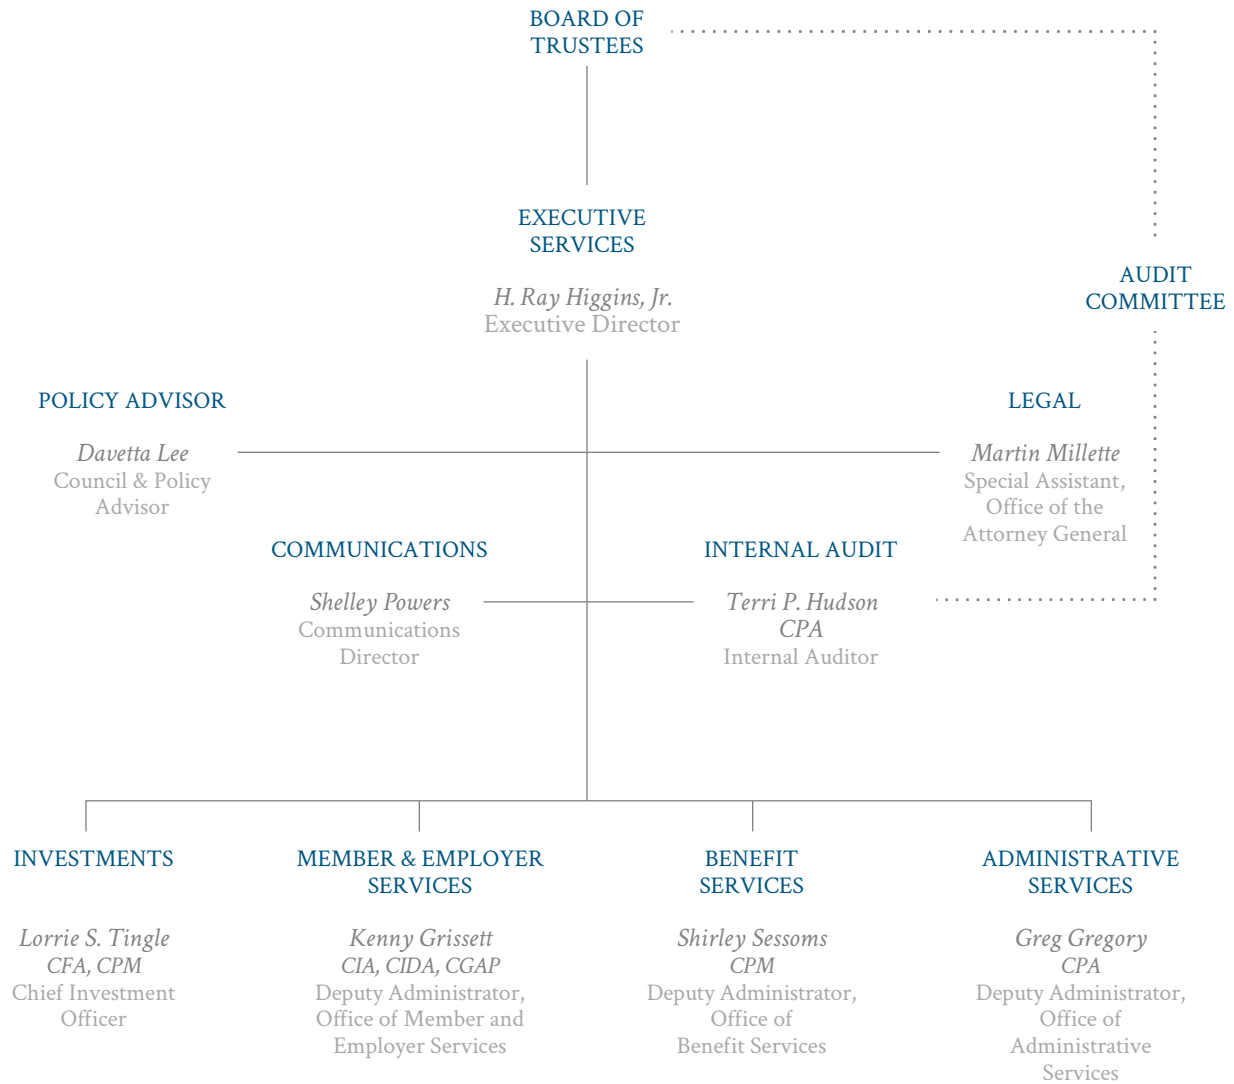 BOARD OF
TRUSTEES
EXECUTIVE
SERVICES
H. Ray Higgins, Jr.
Executive Director
AUDIT
COMMITTEE
POLICY ADVISOR
Davetta Lee
Council & Policy
Advisor
LEGAL
Martin Millette
Special Assistant,
Office of the
Attorney General
COMMUNICATIONS
Shelley Powers
Communications
Director
INTERNAL AUDIT
Terri P. Hudson
CPA
Internal Auditor
INVESTMENTS
Lorrie S. Tingle
CFA, CPM
Chief Investment
Officer
MEMBER & EMPLOYER
SERVICES
Kenny Grissett
CIA, CIDA, CGAP
Deputy Administrator,
Office of Member and
Employer Services
BENEFIT
SERVICES
Shirley Sessoms
CPM
Deputy Administrator,
Office of
Benefit Services
ADMINISTRATIVE
SERVICES
Greg Gregory
CPA
Deputy Administrator,
Office of
Administrative
Services